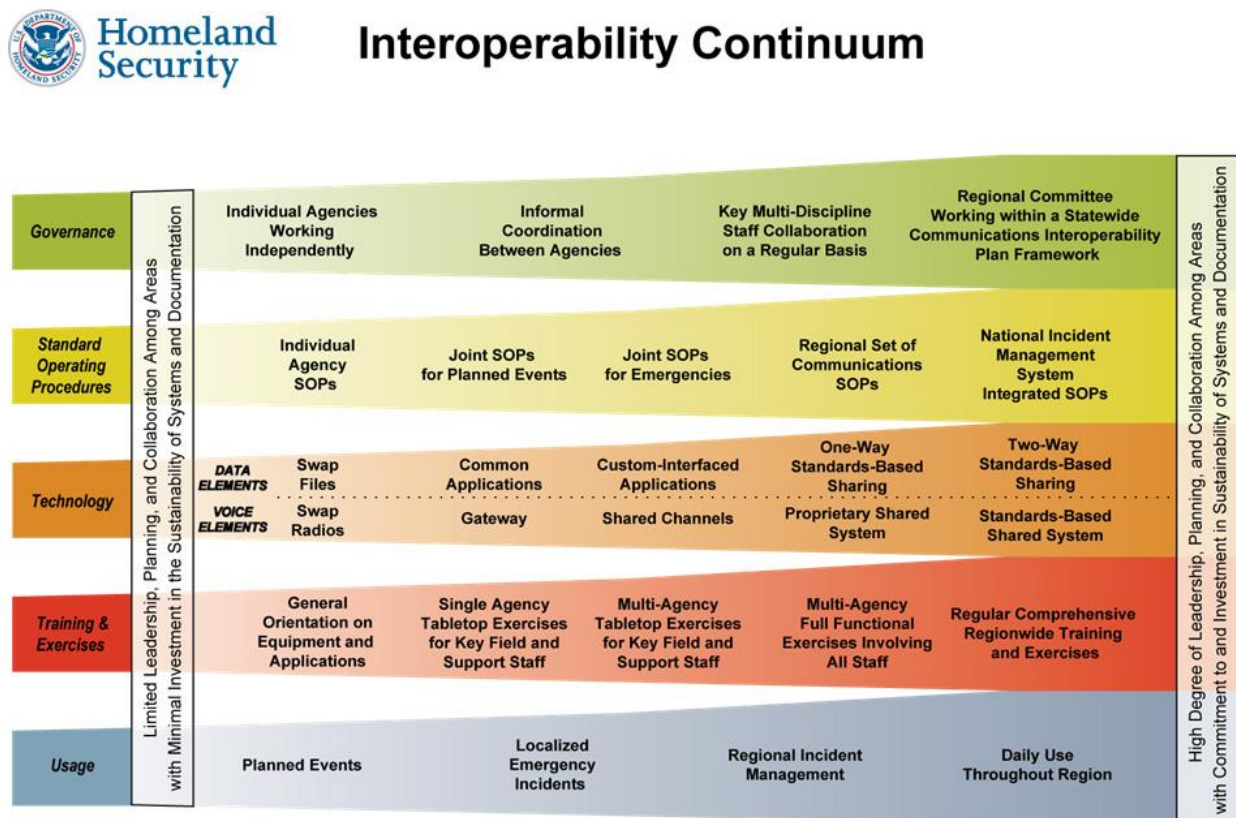 U.S. DEPARTMENT OF
HOMELAND SECURITY
Homeland
Security
Interoperability Continuum
Limited Leadership, Planning, and Collaboration Among Areas
with Minimal Investment in the Sustainability of Systems and Documentation
Governance
Individual Agencies
Working
Independently
Informal
Coordination
Between Agencies
Key Multi-Discipline
Staff Collaboration
on a Regular Basis
Regional Committee
Working within a Statewide
Communications Interoperability
Plan Framework
Standard
Operating
Procedures
Individual
Agency
SOPs
Joint SOPs
for Planned Events
Joint SOPs
for Emergencies
Regional Set of
Communications
SOPs
National Incident
Management
System
Integrated SOPs
Technology
DATA
ELEMENTS
Swap
Files
Common
Applications
Custom-Interfaced
Applications
One-Way
Standards-Based
Sharing
Two-Way
Standards-Based
Sharing
VOICE
ELEMENTS
Swap
Radios
Gateway
Shared Channels
Proprietary Shared
System
Standards-Based
Shared System
Training &
Exercises
General
Orientation on
Equipment and
Applications
Single Agency
Tabletop Exercises
for Key Field and
Support Staff
Multi-Agency
Tabletop Exercises
for Key Field and
Support Staff
Multi-Agency
Full Functional
Exercises Involving
All Staff
Regular Comprehensive
Regionwide Training
and Exercises
Usage
Planned Events
Localized
Emergency
Incidents
Regional Incident
Management
Daily Use
Throughout Region
High Degree of Leadership, Planning, and Collaboration Among Areas
with Commitment to and Investment in Sustainability of Systems and Documentation